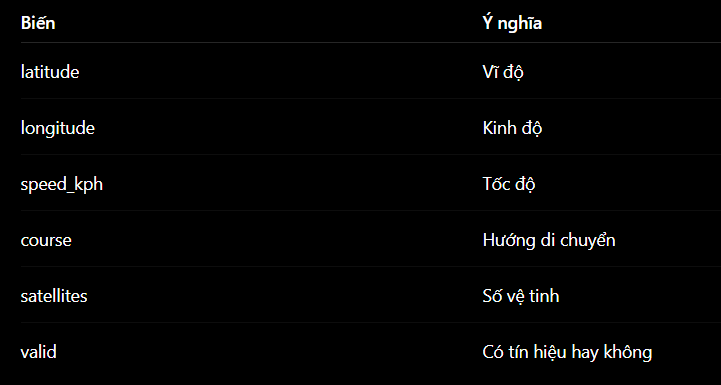 Biến Ý nghĩa
latitude Vĩ độ
longitude Kinh độ
speed_kph Tốc độ
course Hướng di chuyển
satellites Số vệ tinh
valid Có tín hiệu hay không